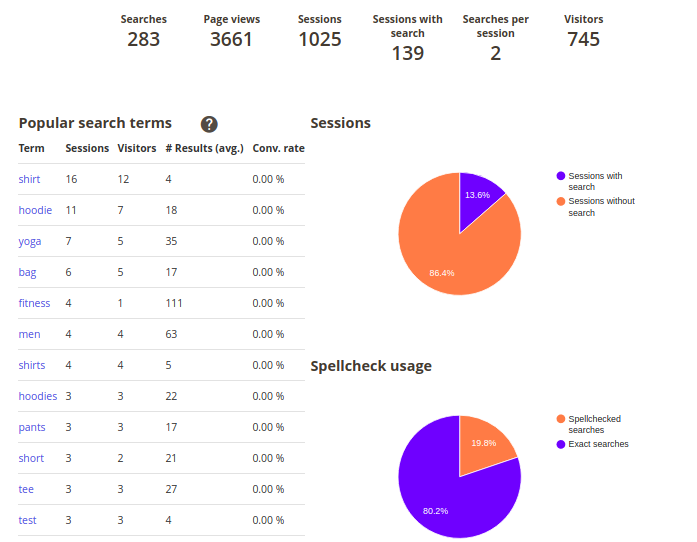 Searches Page views Sessions Sessions with search Searches per session Visitors
283 3661 1025 139 2 745
Popular search terms ?
Term Sessions Visitors # Results (avg.) Conv. rate
shirt 16 12 4 0.00 %
hoodie 11 7 18 0.00 %
yoga 7 5 35 0.00 %
bag 6 5 17 0.00 %
fitness 4 1 111 0.00 %
men 4 4 63 0.00 %
shirts 4 4 5 0.00 %
hoodies 3 3 22 0.00 %
pants 3 3 17 0.00 %
short 3 2 21 0.00 %
tee 3 3 27 0.00 %
test 3 3 4 0.00 %
Sessions
13.6%
86.4%
Sessions with
search
Sessions without
search
Spellcheck usage
19.8%
80.2%
Spellchecked
searches
Exact searches